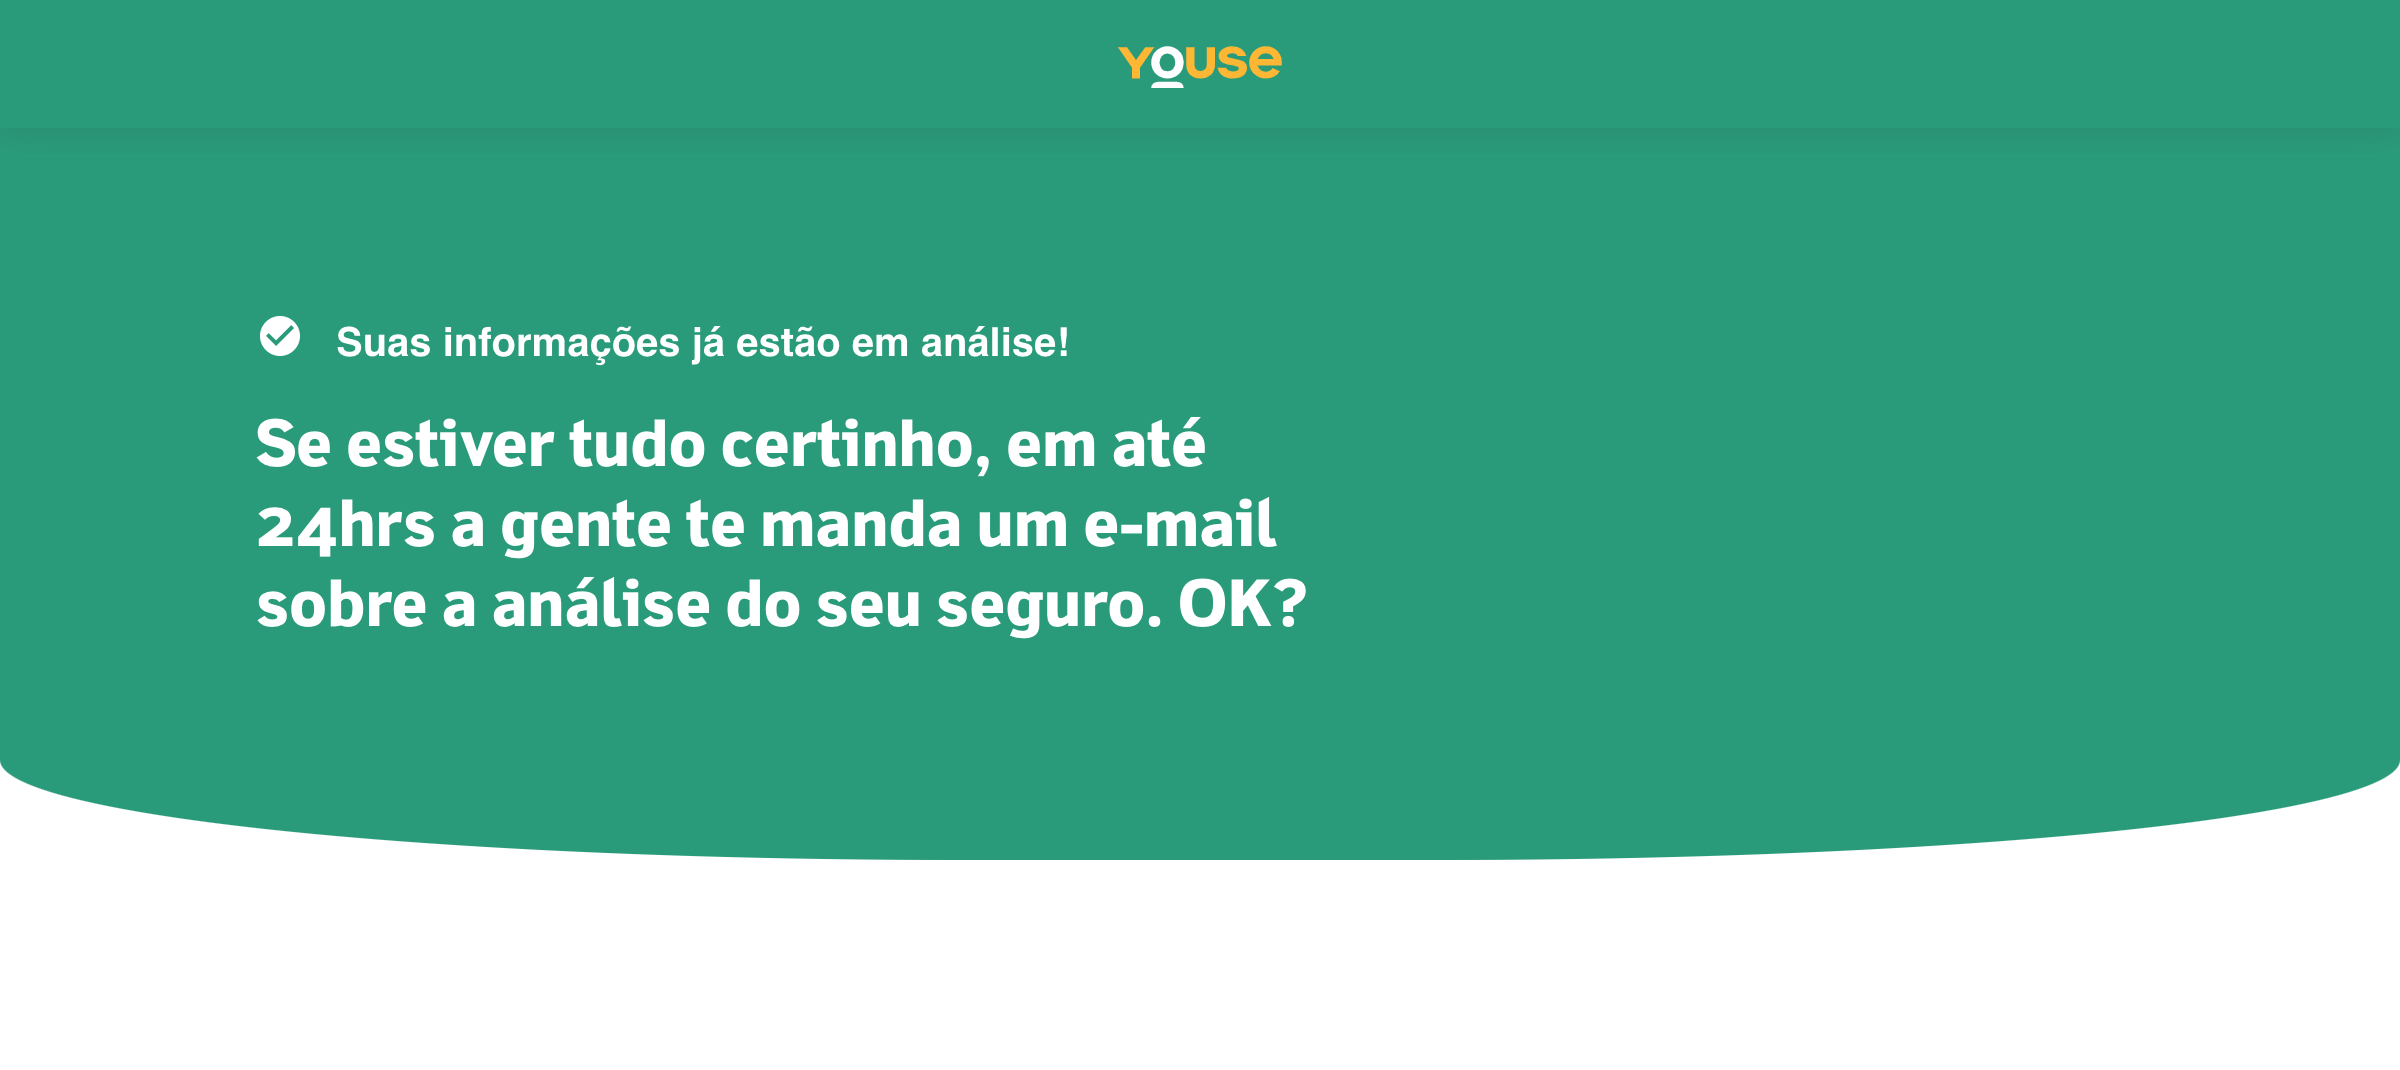 YOUSE
Suas informações já estão em análise!
Se estiver tudo certinho, em até
24hrs a gente te manda um e-mail
sobre a análise do seu seguro. OK?